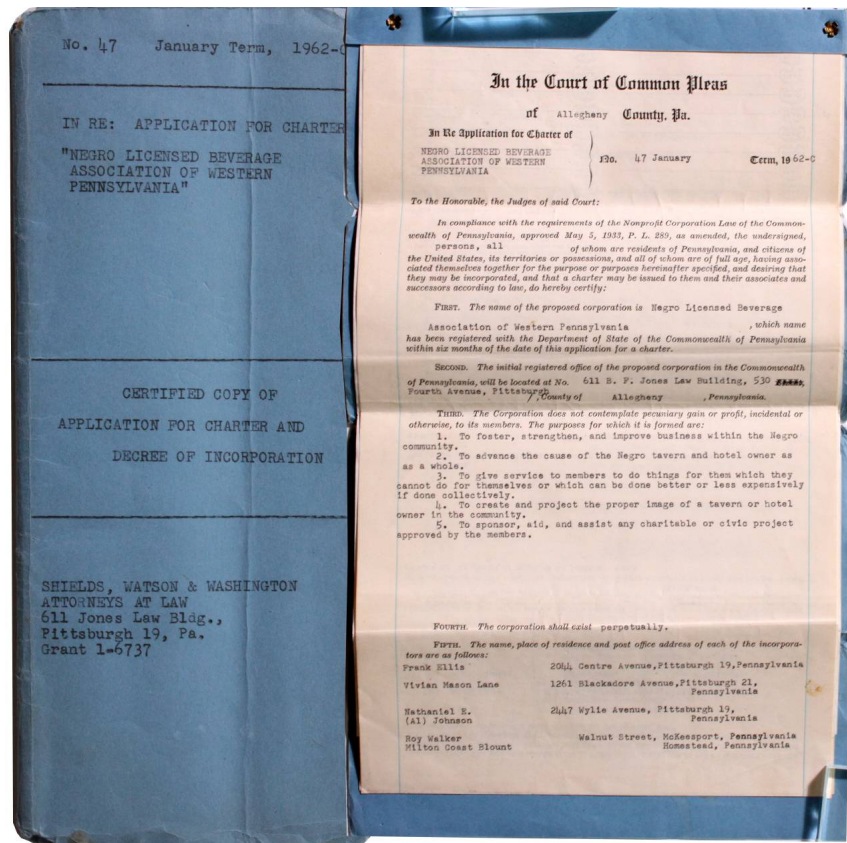 No. 47 January Term, 1962-C
IN RE: APPLICATION FOR CHARTER
"NEGRO LICENSED BEVERAGE
ASSOCIATION OF WESTERN
PENNSYLVANIA"
CERTIFIED COPY OF
APPLICATION FOR CHARTER AND
DECREE OF INCORPORATION
SHIELDS, WATSON & WASHINGTON
ATTORNEYS AT LAW
611 Jones Law Bldg.,
Pittsburgh 19, Pa.
Grant 1-6737
In the Court of Common Pleas
of Allegheny County, Pa.
In Re Application for Charter of
NEGRO LICENSED BEVERAGE
ASSOCIATION OF WESTERN
PENNSYLVANIA
No. 47 January Term, 1962-C
To the Honorable, the Judges of said Court:
In compliance with the requirements of the Nonprofit Corporation Law of the Common-
wealth of Pennsylvania, approved May 5, 1933, P. L. 289, as amended, the undersigned,
persons, all of whom are residents of Pennsylvania, and citizens of
the United States, its territories or possessions, and all of whom are of full age, having asso-
ciated themselves together for the purpose or purposes hereinafter specified, and desiring that
they may be incorporated, and that a charter may be issued to them and their associates and
successors according to law, do hereby certify:
FIRST. The name of the proposed corporation is Negro Licensed Beverage
Association of Western Pennsylvania , which name
has been registered with the Department of State of the Commonwealth of Pennsylvania
within six months of the date of this application for a charter.
SECOND. The initial registered office of the proposed corporation in the Commonwealth
of Pennsylvania, will be located at No. 611 B. F. Jones Law Building, 530
Fourth Avenue, Pittsburgh, County of Allegheny , Pennsylvania.
THIRD. The Corporation does not contemplate pecuniary gain or profit, incidental or
otherwise, to its members. The purposes for which it is formed are:
1. To foster, strengthen, and improve business within the Negro
community.
2. To advance the cause of the Negro tavern and hotel owner as
as a whole.
3. To give service to members to do things for them which they
cannot do for themselves or which can be done better or less expensively
if done collectively.
4. To create and project the proper image of a tavern or hotel
owner in the community.
5. To sponsor, aid, and assist any charitable or civic project
approved by the members.
FOURTH. The corporation shall exist perpetually.
FIFTH. The name, place of residence and post office address of each of the incorpora-
tors are as follows:
Frank Ellis 2044 Centre Avenue,Pittsburgh 19,Pennsylvania
Vivian Mason Lane 1261 Blackadore Avenue,Pittsburgh 21,
Pennsylvania
Nathaniel E. 2447 Wylie Avenue, Pittsburgh 19,
(Al) Johnson Pennsylvania
Roy Walker Walnut Street, McKeesport, Pennsylvania
Milton Coast Blount Homestead, Pennsylvania